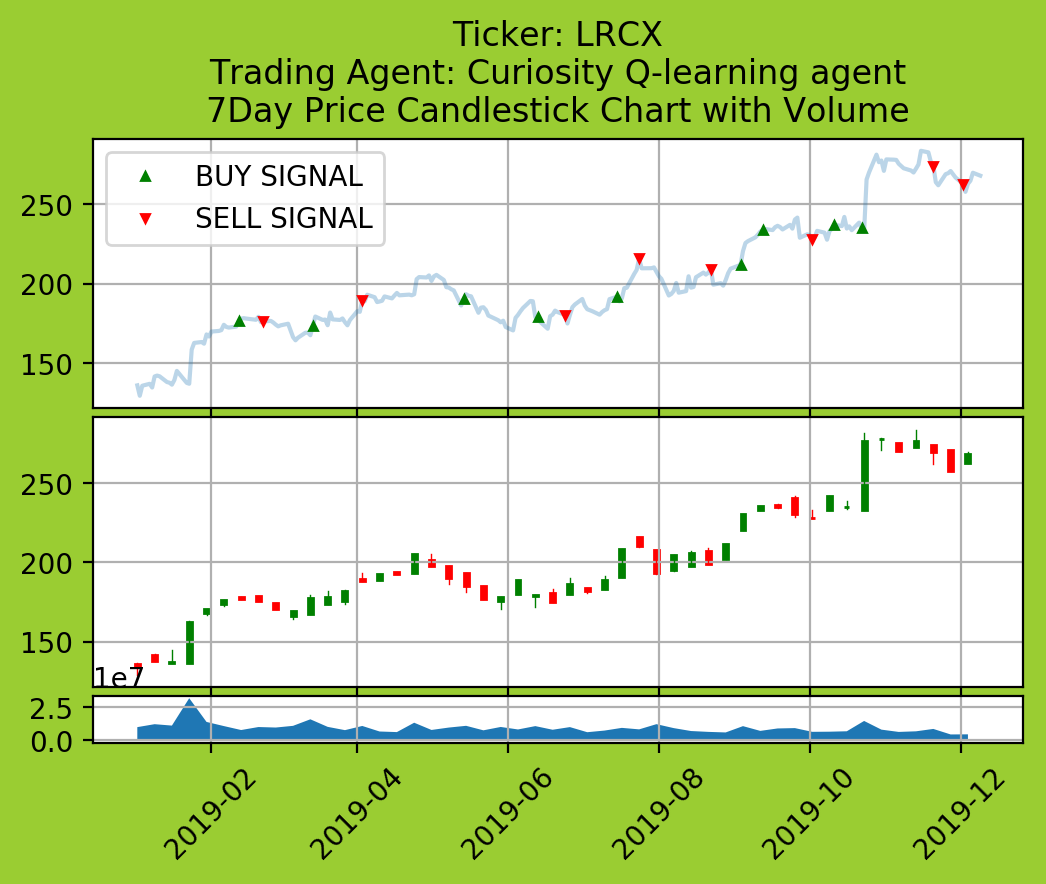 Ticker: LRCX
Trading Agent: Curiosity Q-learning agent
7Day Price Candlestick Chart with Volume
BUY SIGNAL
SELL SIGNAL
250
200
150
250
200
150
1e7
2.5
0.0
2019-02
2019-04
2019-06
2019-08
2019-10
2019-12